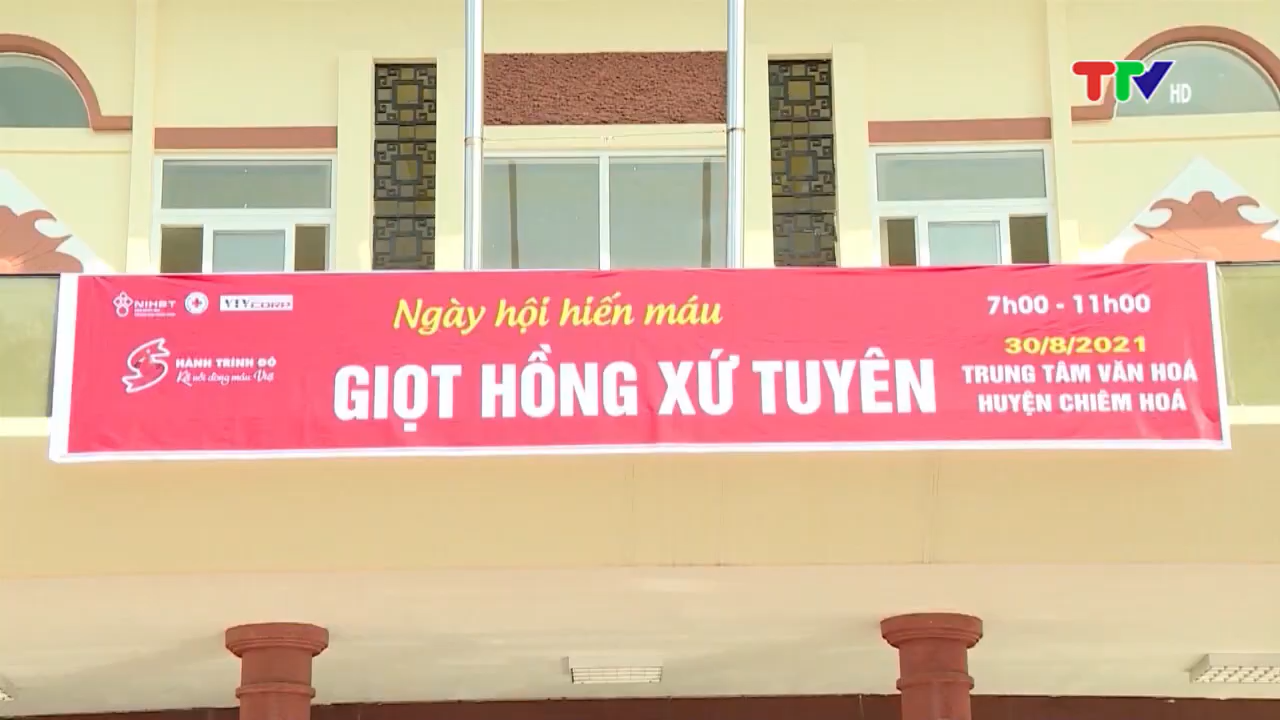 TTV HD
NIHBT
VTVCORP
HÀNH TRÌNH ĐỎ
Kết nối dòng máu Việt
Ngày hội hiến máu
GIỌT HỒNG XỨ TUYÊN
7h00 - 11h00
30/8/2021
TRUNG TÂM VĂN HOÁ
HUYỆN CHIÊM HOÁ